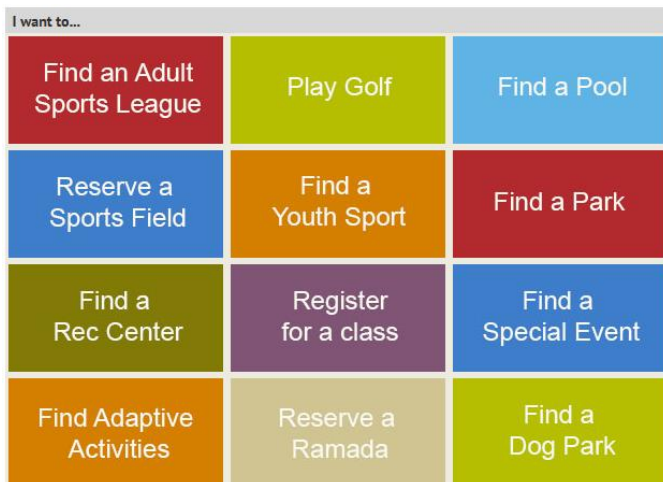 I want to...
Find an Adult
Sports League
Play Golf
Find a Pool
Reserve a
Sports Field
Find a
Youth Sport
Find a Park
Find a
Rec Center
Register
for a class
Find a
Special Event
Find Adaptive
Activities
Reserve a
Ramada
Find a
Dog Park